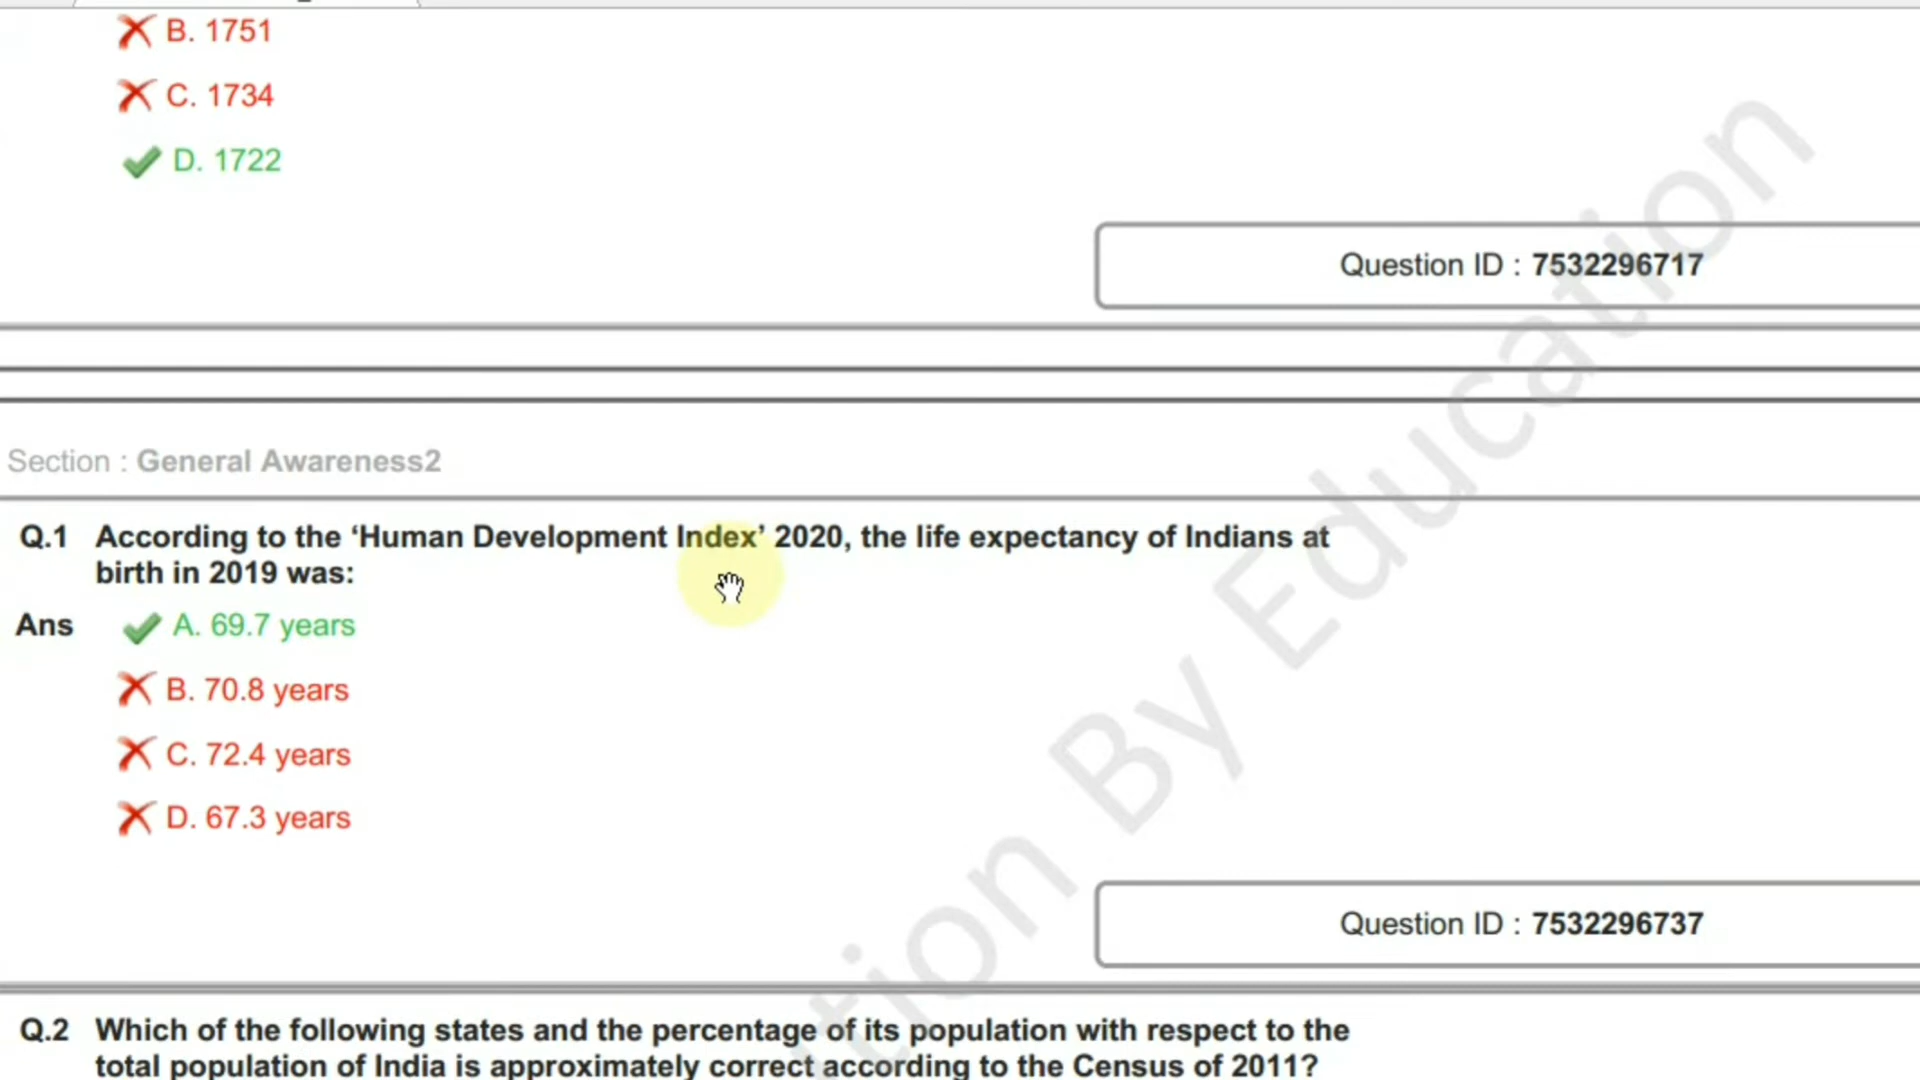 B. 1751
C. 1734
D. 1722
Question ID : 7532296717
Section : General Awareness2
Q.1 According to the ‘Human Development Index’ 2020, the life expectancy of Indians at
birth in 2019 was:
Ans A. 69.7 years
B. 70.8 years
C. 72.4 years
D. 67.3 years
Question ID : 7532296737
Q.2 Which of the following states and the percentage of its population with respect to the
total population of India is approximately correct according to the Census of 2011?
tion By Education